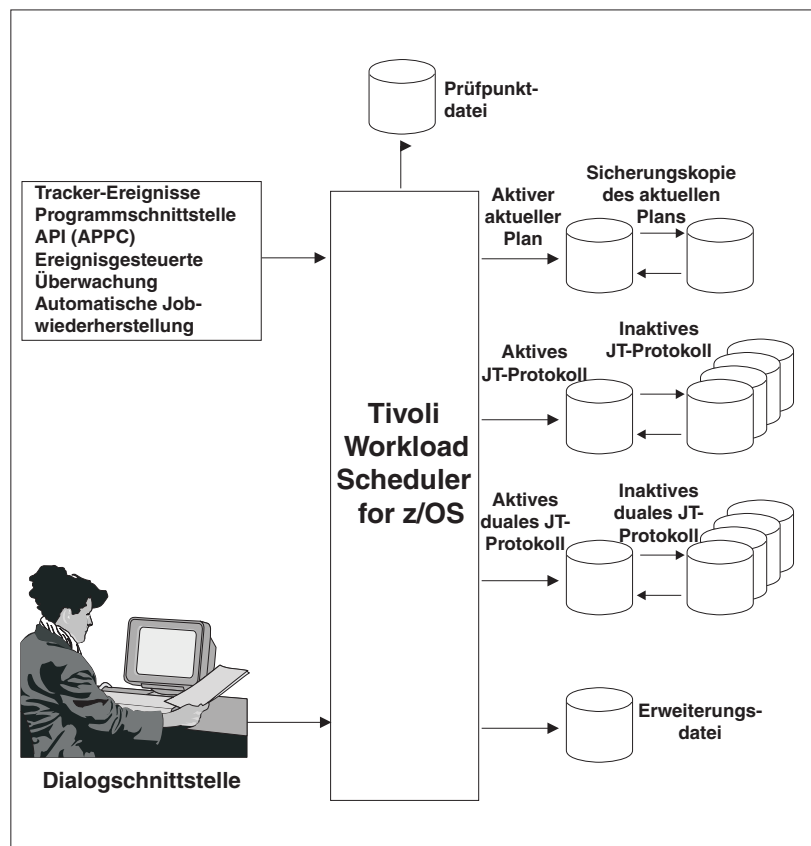 Prüfpunkt-
datei
Tracker-Ereignisse
Programmschnittstelle
API (APPC)
Ereignisgesteuerte
Überwachung
Automatische Job-
wiederherstellung
Tivoli
Workload
Scheduler
for z/OS
Aktiver
aktueller
Plan
Sicherungskopie
des aktuellen
Plans
Aktives
JT-Protokoll
Inaktives
JT-Protokoll
Aktives
duales JT-
Protokoll
Inaktives
duales JT-
Protokoll
Erweiterungs-
datei
Dialogschnittstelle